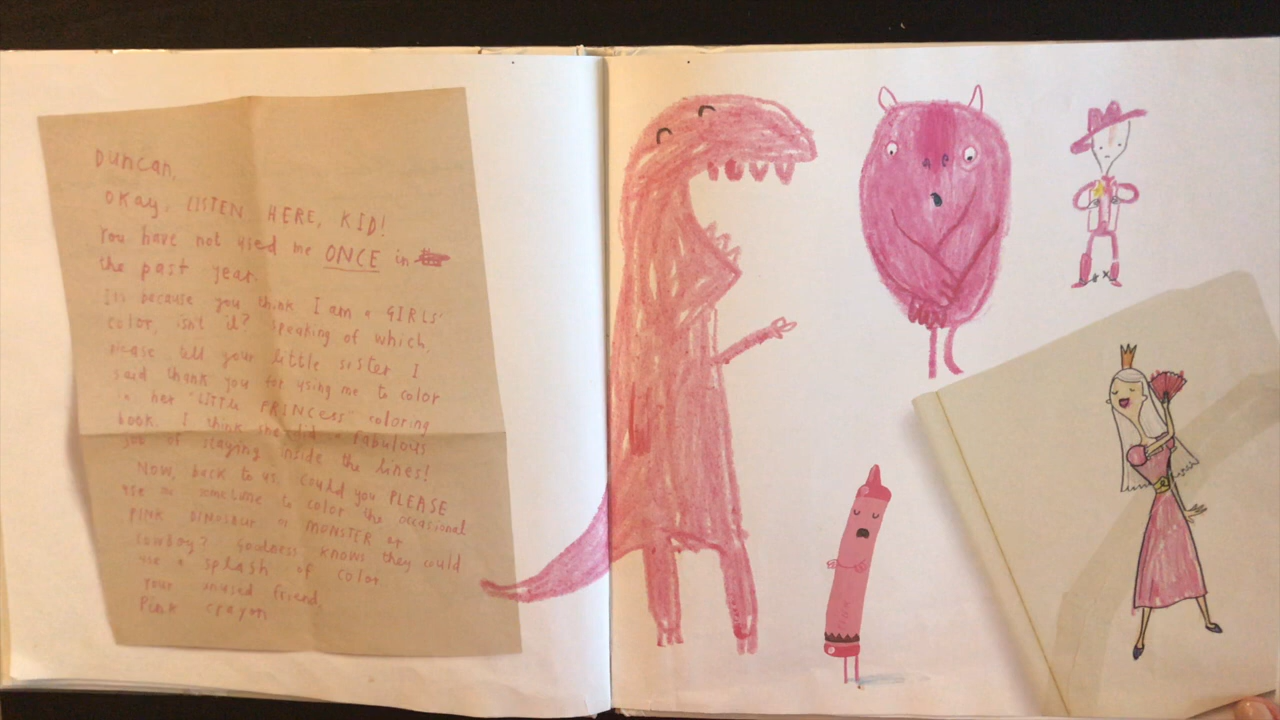 Duncan,
Okay, LISTEN HERE, KID!
You have not used me ONCE in
the past year.
It's because you think I am a GIRLS'
color, isn't it? Speaking of which,
please tell your little sister I
said thank you for using me to color
in her "LITTLE PRINCESS" coloring
book. I think she did a fabulous
job of staying inside the lines!
Now, back to us. Could you PLEASE
use me sometime to color the occasional
PINK DINOSAUR or MONSTER or
COWBOY? Goodness KNOWS they could
use a splash of color.
Your unused friend,
Pink crayon